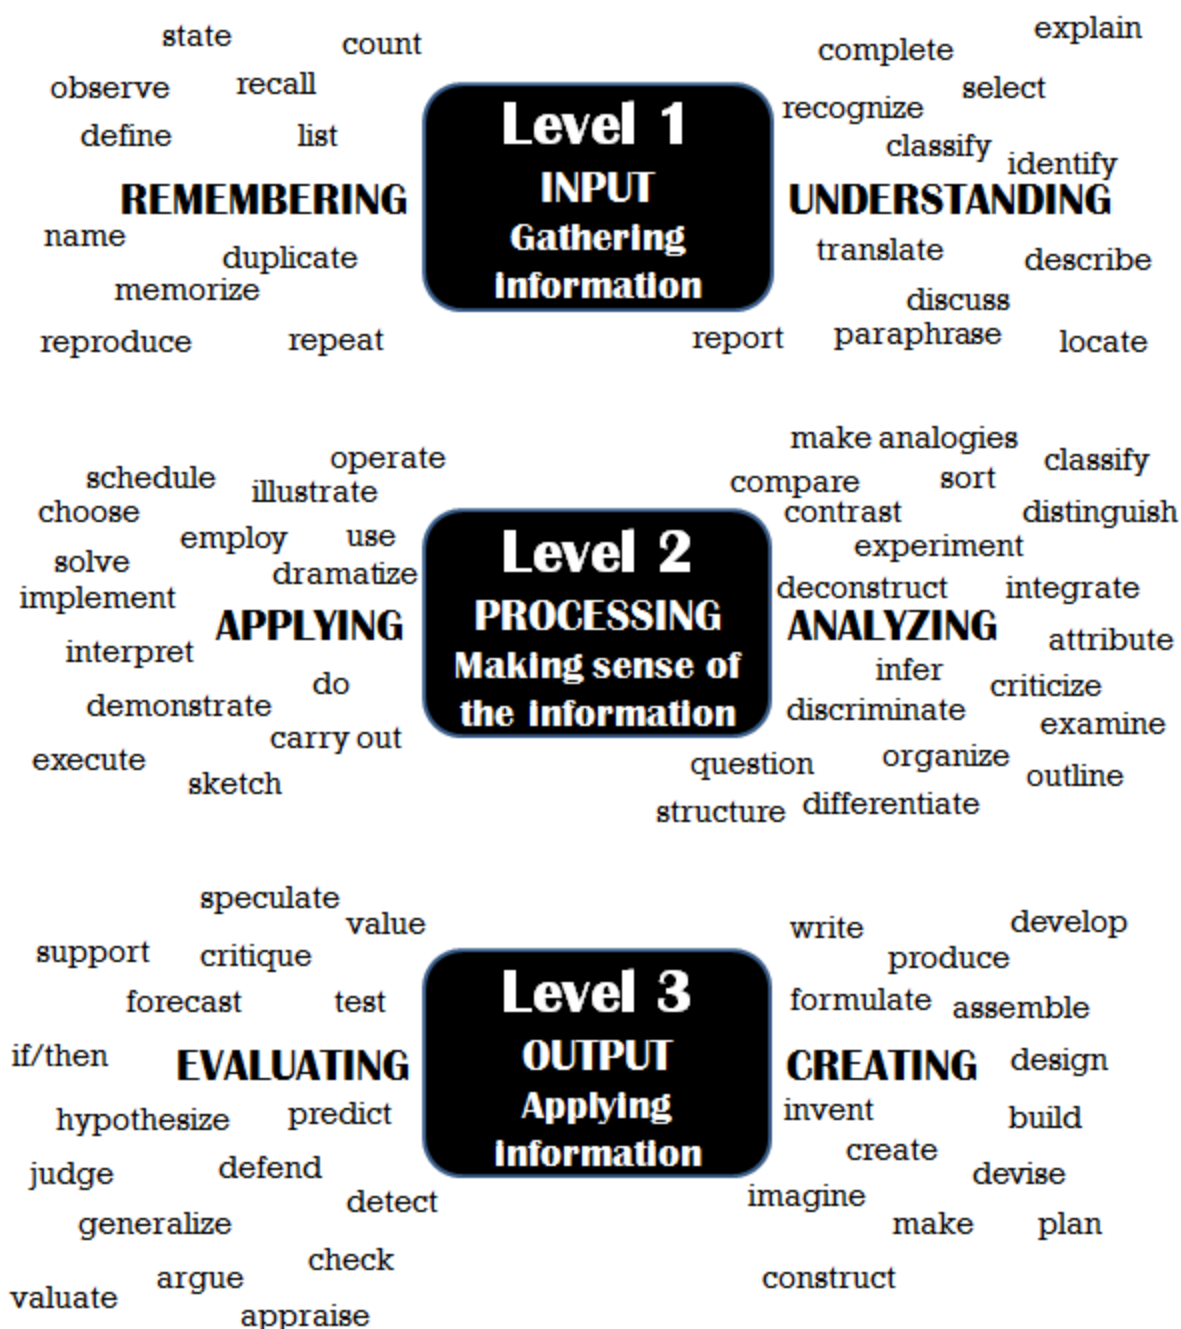 state
count
observe
recall
define
list
REMEMBERING
name
duplicate
memorize
reproduce
repeat
Level 1
INPUT
Gathering
information
explain
complete
select
recognize
classify
identify
UNDERSTANDING
translate
describe
discuss
report
paraphrase
locate
operate
schedule
illustrate
choose
employ
use
solve
dramatize
implement
APPLYING
interpret
do
demonstrate
carry out
execute
sketch
Level 2
PROCESSING
Making sense of
the information
make analogies
classify
compare
sort
contrast
distinguish
experiment
deconstruct
integrate
ANALYZING
attribute
infer
criticize
discriminate
examine
question
organize
outline
structure
differentiate
speculate
value
support
critique
forecast
test
if/then
EVALUATING
hypothesize
predict
judge
defend
detect
generalize
check
argue
valuate
appraise
Level 3
OUTPUT
Applying
information
write
develop
produce
formulate
assemble
CREATING
design
invent
build
create
devise
imagine
make
plan
construct